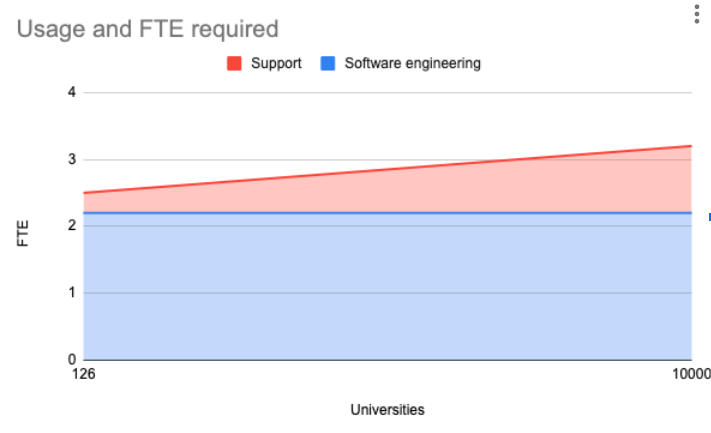 Usage and FTE required
Support Software engineering
4
3
2
1
0
FTE
126 10000
Universities